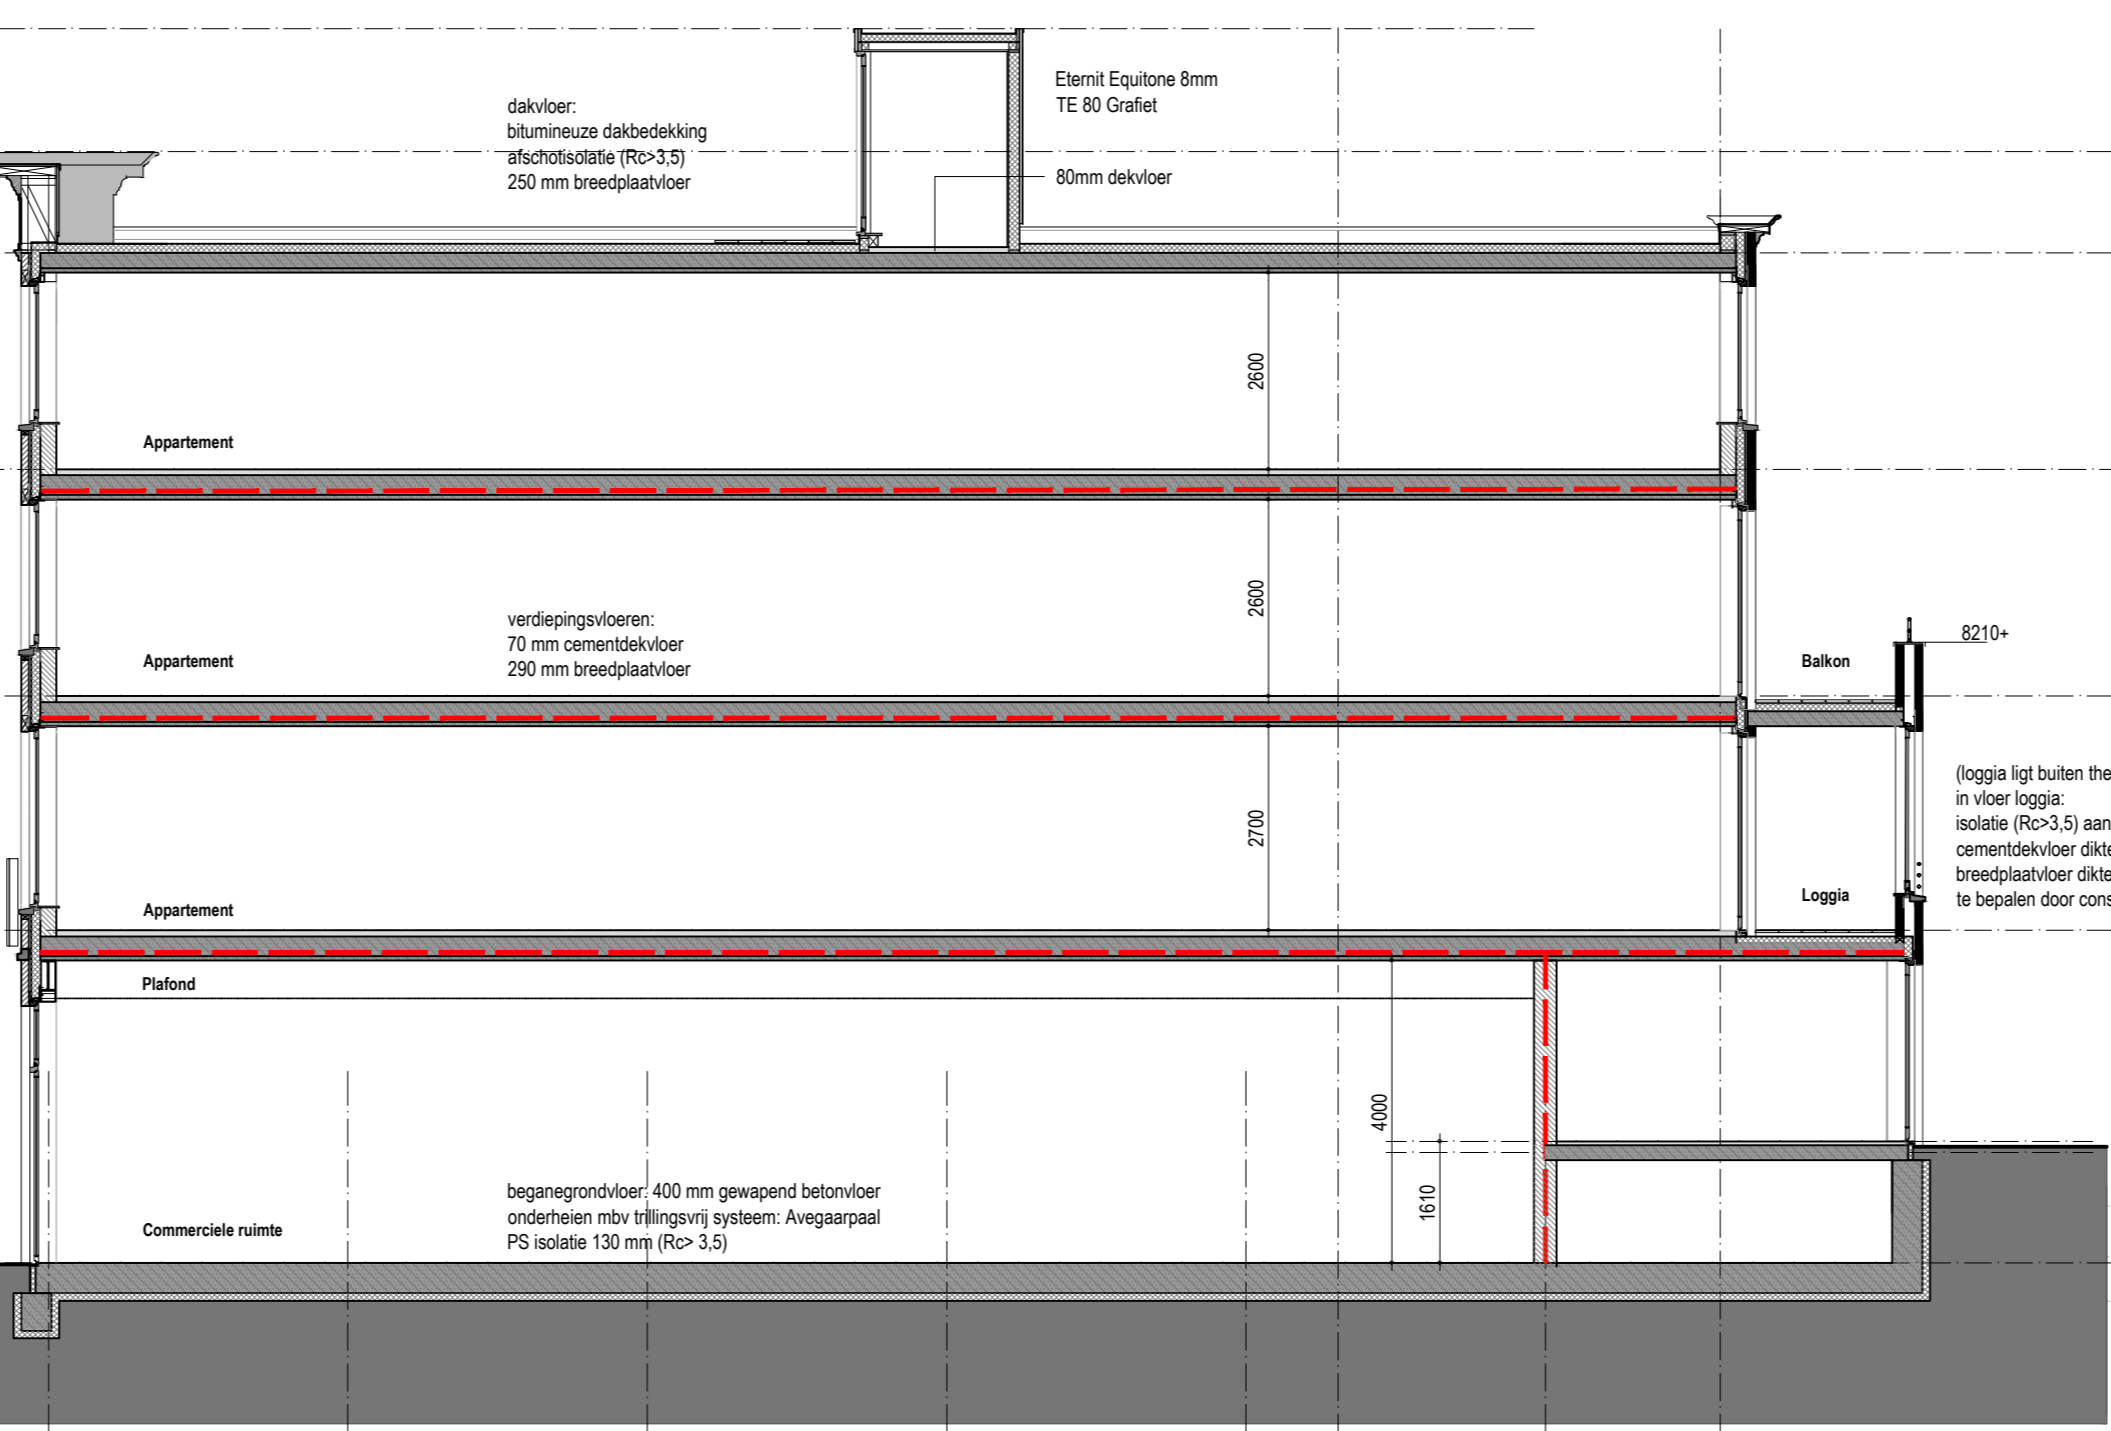 Eternit Equitone 8mm
TE 80 Grafiet
dakvloer:
bitumineuze dakbedekking
afschotisolatie (Rc>3,5)
250 mm breedplaatvloer
80mm dekvloer
2600
Appartement
2600
verdiepingsvloeren:
70 mm cementdekvloer
290 mm breedplaatvloer
Appartement
8210+
Balkon
2700
(loggia ligt buiten the
in vloer loggia:
isolatie (Rc>3,5) aan
cementdekvloer dikte
breedplaatvloer dikte
te bepalen door cons
Loggia
Appartement
Plafond
4000
1610
beganegrondvloer: 400 mm gewapend betonvloer
onderheien mbv trillingsvrij systeem: Avegaarpaal
PS isolatie 130 mm (Rc> 3,5)
Commerciele ruimte